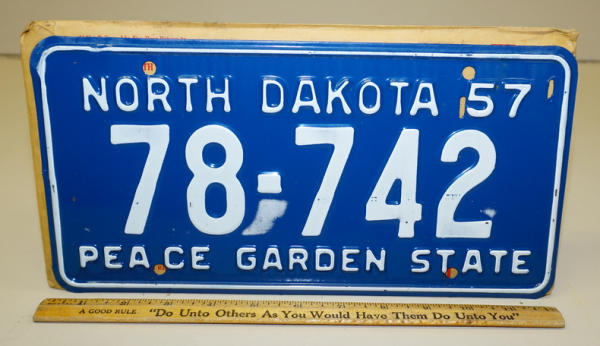 NORTH DAKOTA 57
78-742
PEACE GARDEN STATE
A GOOD RULE "Do Unto Others As You Would Have Them Do Unto You"